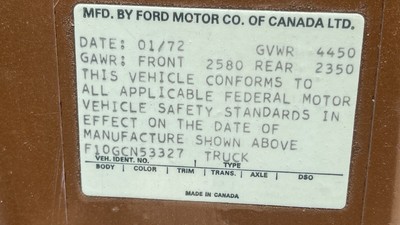 MFD. BY FORD MOTOR CO. OF CANADA LTD.
DATE: 01/72 GVWR 4450
GAWR: FRONT 2580 REAR 2350
THIS VEHICLE CONFORMS TO
ALL APPLICABLE FEDERAL MOTOR
VEHICLE SAFETY STANDARDS IN
EFFECT ON THE DATE OF
MANUFACTURE SHOWN ABOVE
F10GCN53327 TRUCK
VEH. IDENT. NO. TYPE
BODY COLOR TRIM TRANS. AXLE DSO
MADE IN CANADA